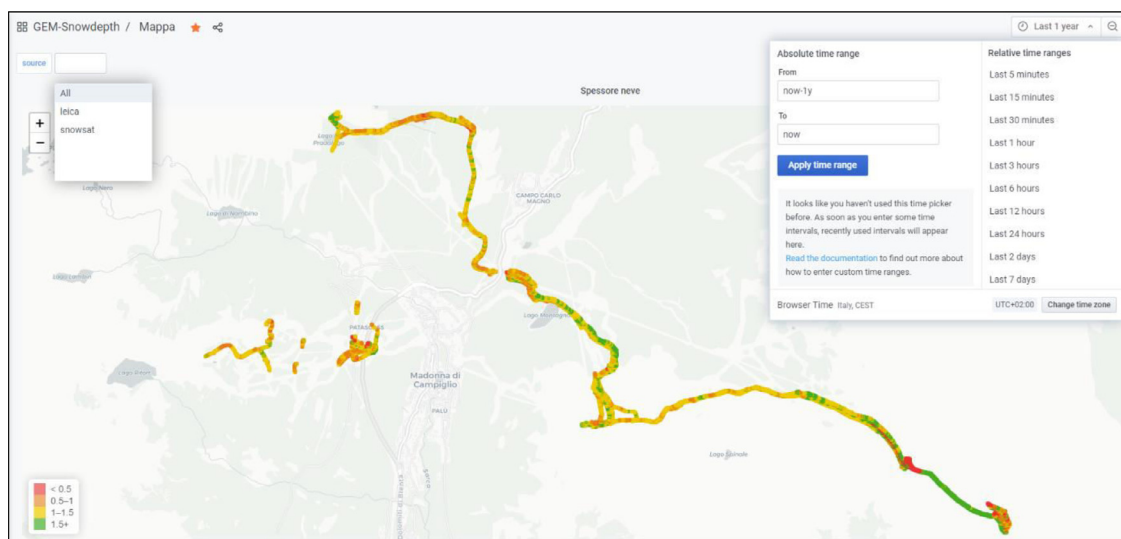 GEM-Snowdepth / Mappa
Last 1 year
source
All
leica
snowsat
Spessore neve
+
−
Absolute time range
From
now-1y
To
now
Apply time range
It looks like you haven't used this time picker
before. As soon as you enter some time
intervals, recently used intervals will appear
here.
Read the documentation to find out more about
how to enter custom time ranges.
Relative time ranges
Last 5 minutes
Last 15 minutes
Last 30 minutes
Last 1 hour
Last 3 hours
Last 6 hours
Last 12 hours
Last 24 hours
Last 2 days
Last 7 days
Browser Time Italy, CEST
UTC+02:00
Change time zone
CAMPO CARLO
MAGNO
Lago Nero
Lago
Madonna di
Campiglio
PALÙ
Lago Spinale
< 0.5
0.5–1
1–1.5
1.5+